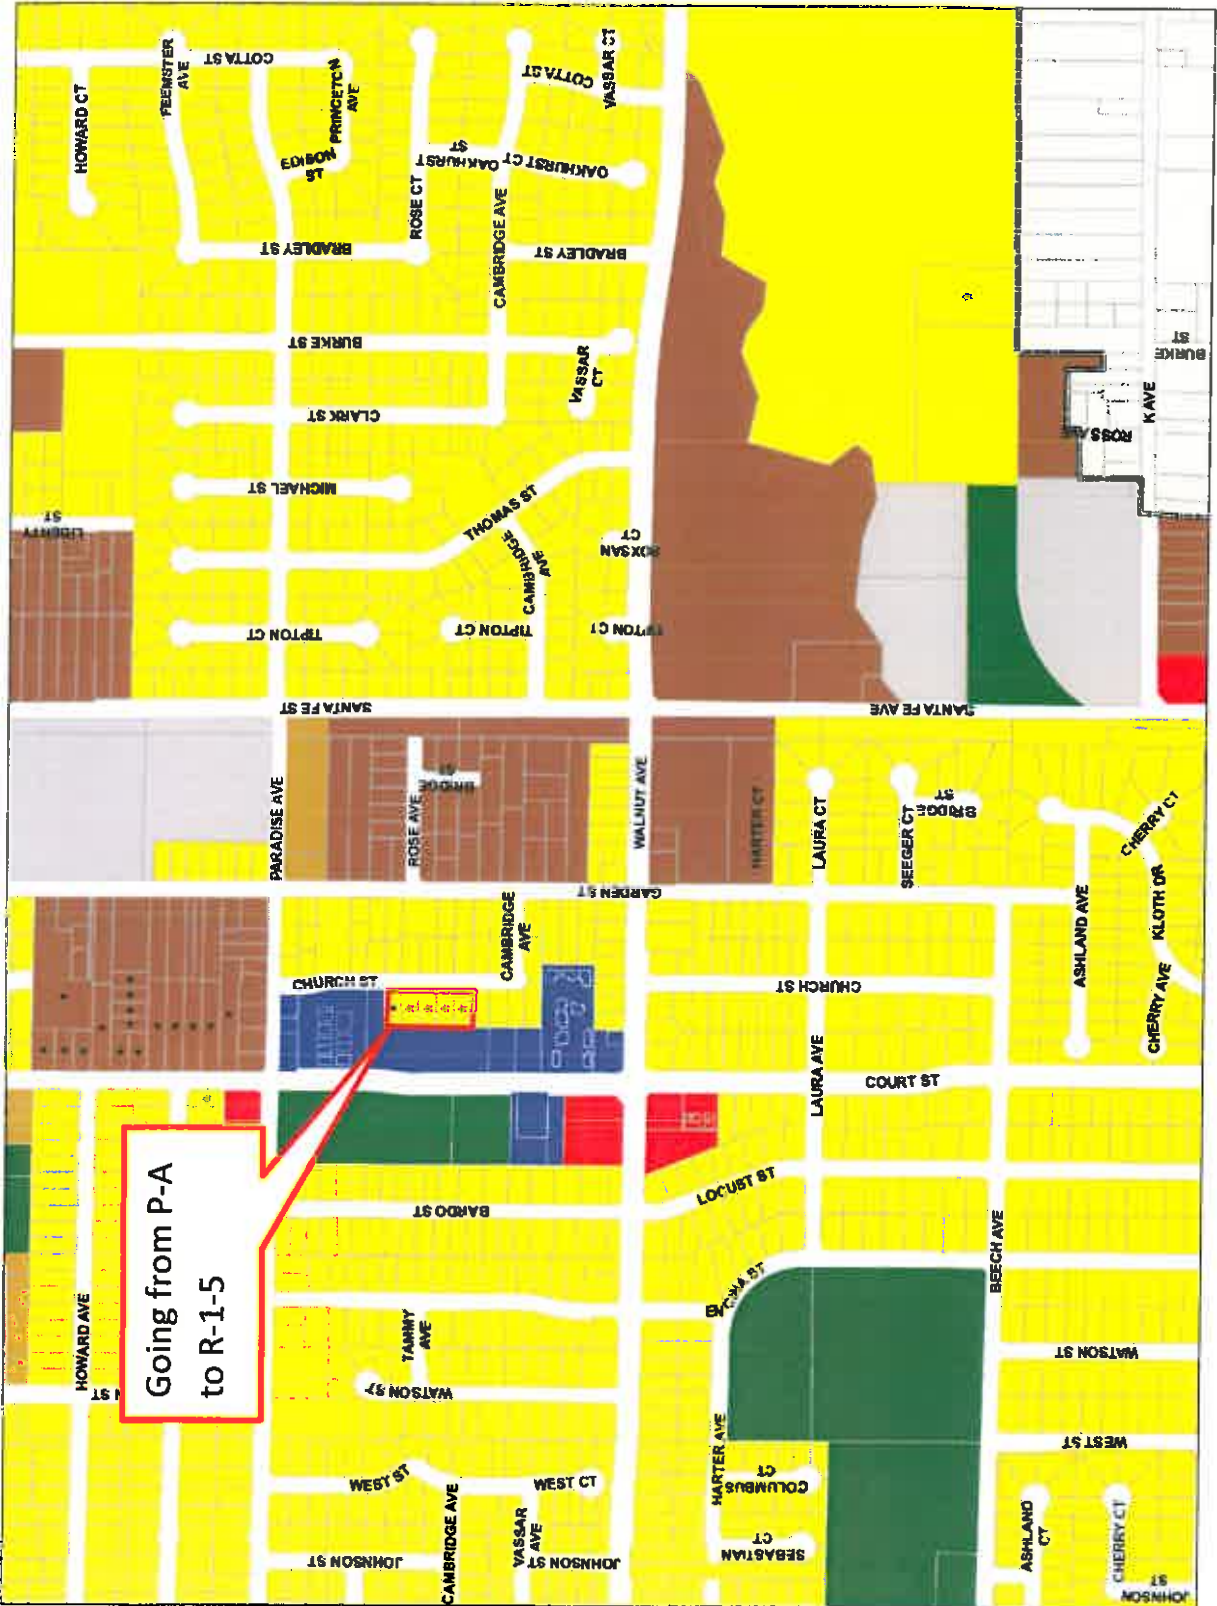 HOWARD CT
FEEMSTER
AVE
COTTA ST
PRINCETON
AVE
EDISON
ST
BRADLEY ST
ROSE CT
OAKHURST
ST
OAKHURST CT
COTTA ST
VASSAR CT
CAMBRIDGE AVE
BRADLEY ST
BURKE ST
VASSAR
CT
CLARK ST
MICHAEL ST
LIBERTY
ST
THOMAS ST
CAMBRIDGE
AVE
SOXSAN
CT
TIPTON CT
TIPTON CT
TIPTON CT
SANTA FE ST
SANTA FE AVE
BURKE
ST
K AVE
PARADISE AVE
ROSE AVE
BRIDGE
ST
WALNUT AVE
HARTER CT
LAURA CT
SEEGER CT
BRIDGE
ST
CHERRY CT
GARDEN ST
CAMBRIDGE
AVE
CHURCH ST
CHURCH ST
ASHLAND AVE
KLOTH DR
CHERRY AVE
LAURA AVE
COURT ST
LOCUST ST
BARDO ST
BEECH AVE
Going from P-A
to R-1-5
HOWARD AVE
TAMMY
AVE
WATSON ST
ENCINA ST
WATSON ST
HARTER AVE
WEST ST
WEST ST
WEST CT
COLUMBUS
CT
CAMBRIDGE AVE
VASSAR
AVE
JOHNSON ST
JOHNSON ST
SEBASTIAN
CT
ASHLAND
CT
CHERRY CT
JOHNSON
ST